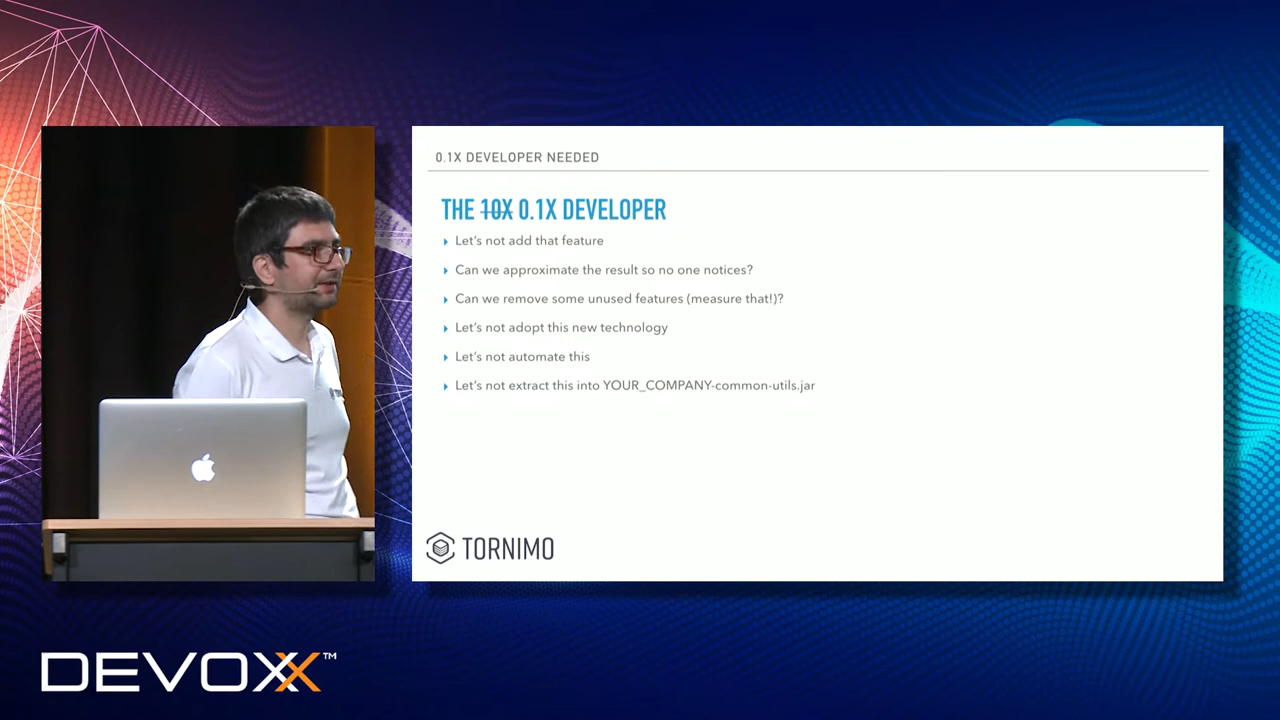 0.1X DEVELOPER NEEDED
THE 10X 0.1X DEVELOPER
Let's not add that feature
Can we approximate the result so no one notices?
Can we remove some unused features (measure that!)?
Let's not adopt this new technology
Let's not automate this
Let's not extract this into YOUR_COMPANY-common-utils.jar
TORNIMO
DEVOXX™